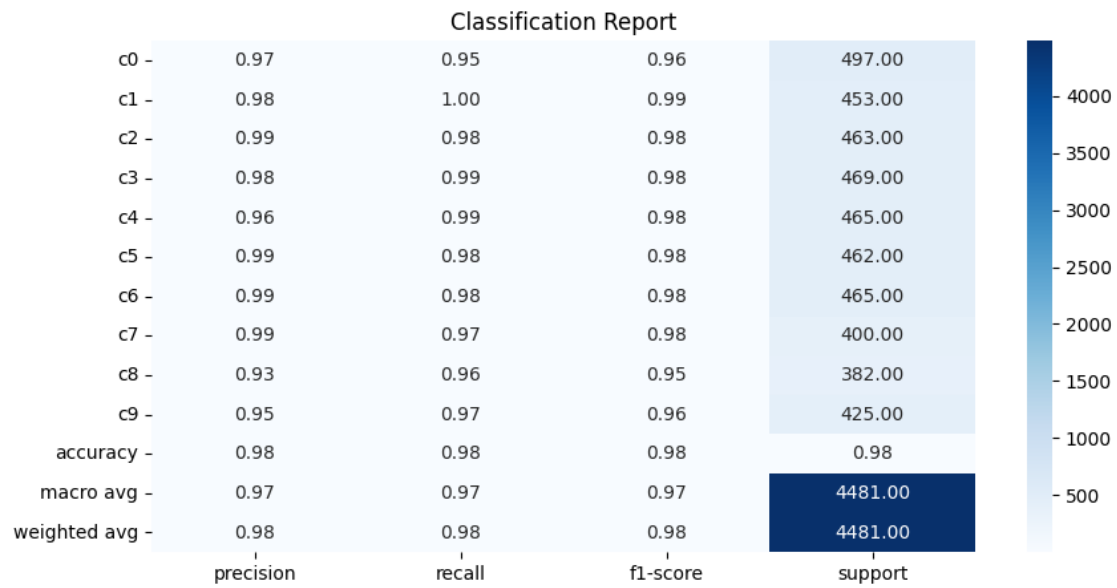 Classification Report
c0 0.97 0.95 0.96 497.00
c1 0.98 1.00 0.99 453.00
c2 0.99 0.98 0.98 463.00
c3 0.98 0.99 0.98 469.00
c4 0.96 0.99 0.98 465.00
c5 0.99 0.98 0.98 462.00
c6 0.99 0.98 0.98 465.00
c7 0.99 0.97 0.98 400.00
c8 0.93 0.96 0.95 382.00
c9 0.95 0.97 0.96 425.00
accuracy 0.98 0.98 0.98 0.98
macro avg 0.97 0.97 0.97 4481.00
weighted avg 0.98 0.98 0.98 4481.00
precision recall f1-score support
4000
3500
3000
2500
2000
1500
1000
500